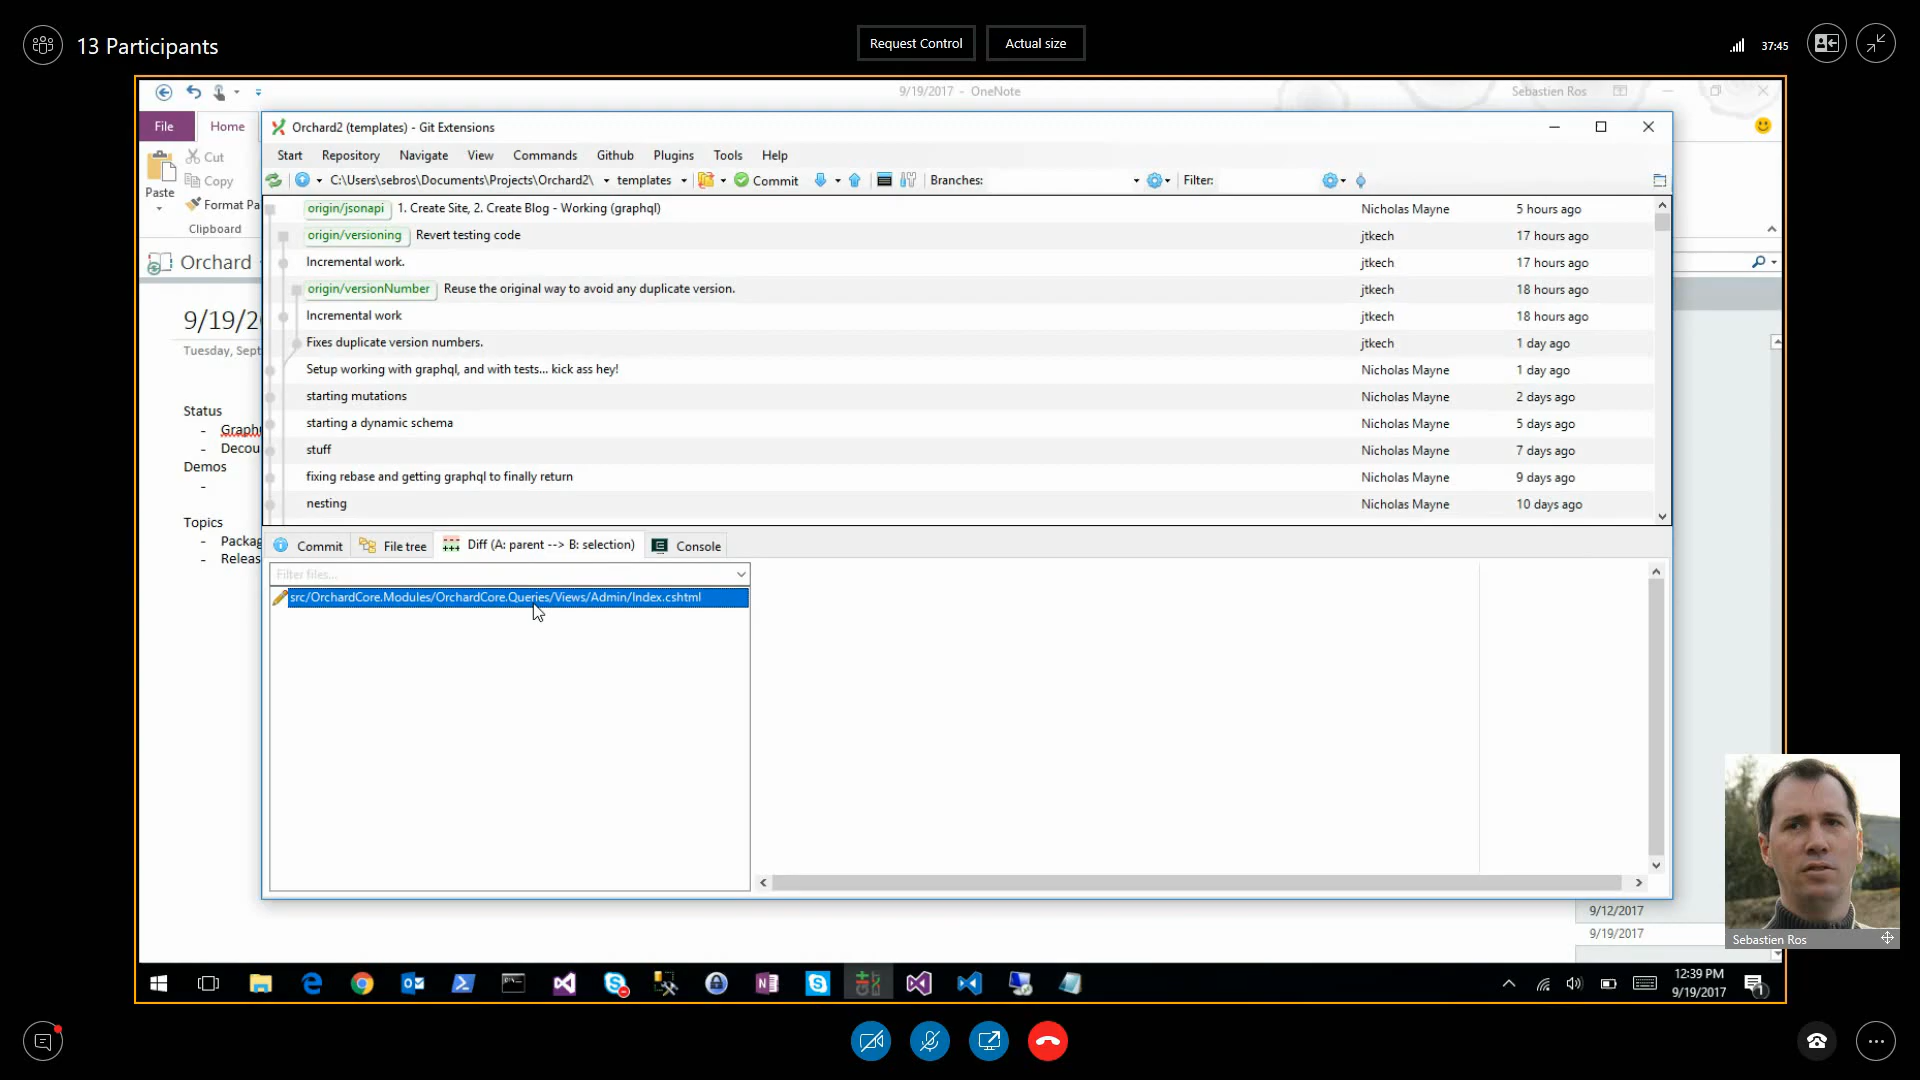 13 Participants
Request Control
Actual size
37:45
9/19/2017 - OneNote
Sebastien Ros
File
Home
Cut
Copy
Paste
Format Pa
Clipboard
Orchard
9/19/2
Tuesday, Sept
Status
- Graph
- Decou
Demos
-
Topics
- Packag
- Releas
Orchard2 (templates) - Git Extensions
Start Repository Navigate View Commands Github Plugins Tools Help
C:\Users\sebros\Documents\Projects\Orchard2\ templates Commit Branches: Filter:
origin/jsonapi 1. Create Site, 2. Create Blog - Working (graphql) Nicholas Mayne 5 hours ago
origin/versioning Revert testing code jtkech 17 hours ago
Incremental work. jtkech 17 hours ago
origin/versionNumber Reuse the original way to avoid any duplicate version. jtkech 18 hours ago
Incremental work jtkech 18 hours ago
Fixes duplicate version numbers. jtkech 1 day ago
Setup working with graphql, and with tests... kick ass hey! Nicholas Mayne 1 day ago
starting mutations Nicholas Mayne 2 days ago
starting a dynamic schema Nicholas Mayne 5 days ago
stuff Nicholas Mayne 7 days ago
fixing rebase and getting graphql to finally return Nicholas Mayne 9 days ago
nesting Nicholas Mayne 10 days ago
Commit File tree Diff (A: parent --> B: selection) Console
Filter files...
src/OrchardCore.Modules/OrchardCore.Queries/Views/Admin/Index.cshtml
9/12/2017
9/19/2017
Sebastien Ros
12:39 PM
9/19/2017
1